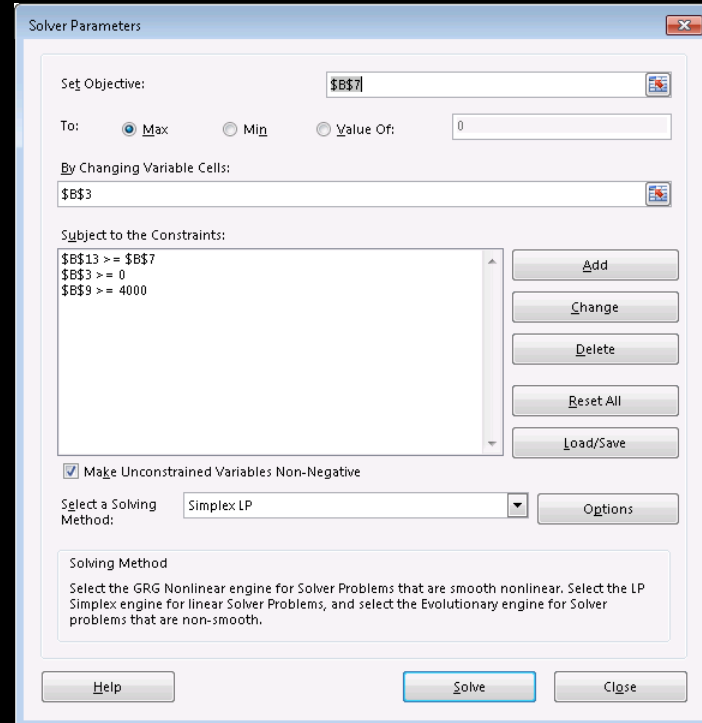 Solver Parameters
Set Objective: $B$7
To: Max Min Value Of: 0
By Changing Variable Cells:
$B$3
Subject to the Constraints:
$B$13 >= $B$7
$B$3 >= 0
$B$9 >= 4000
Add
Change
Delete
Reset All
Load/Save
Make Unconstrained Variables Non-Negative
Select a Solving Method: Simplex LP Options
Solving Method
Select the GRG Nonlinear engine for Solver Problems that are smooth nonlinear. Select the LP
Simplex engine for linear Solver Problems, and select the Evolutionary engine for Solver
problems that are non-smooth.
Help Solve Close